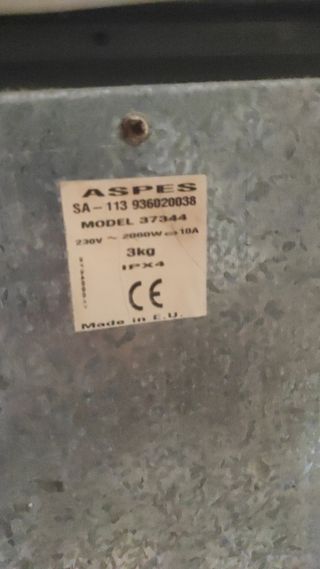 ASPES
SA - 113 936020038
MODEL 37344
230V ~ 2000W 10A
3kg
IPX4
CE
Made in E.U.